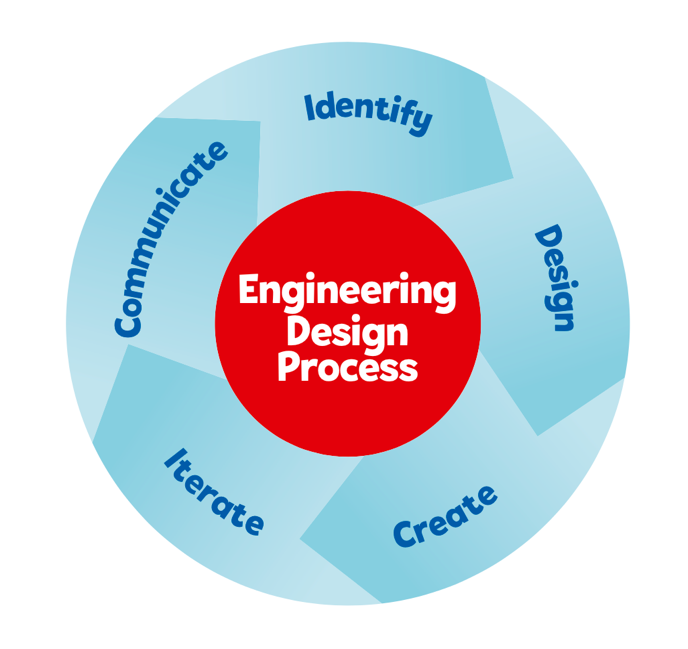 Identify
Design
Create
Iterate
Communicate
Engineering
Design
Process